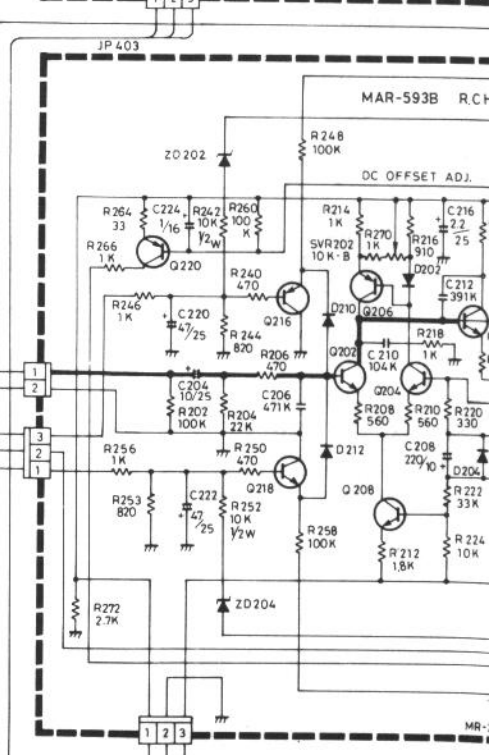 1 2 3
JP403
MAR-593B R.CH
R248
100K
ZD202
DC OFFSET ADJ.
R264
33
C224
1/16
R242
10K
1/2W
R260
100
K
R214
1K
R270
1K
SVR202
10K·B
R216
910
C216
2.2
25
R266
1K
Q220
D202
R240
470
C212
391K
R246
1K
C220
47/25
Q216
D210
Q206
R244
820
R206
470
Q202
R218
1K
C210
104K
1
2
C204
10/25
R202
100K
R204
22K
C206
471K
Q204
R208
560
R210
560
R220
330
3
2
1
R256
1K
R250
470
D212
C208
220/10
D204
R253
820
C222
47
/25
Q218
R252
10K
1/2W
Q208
R222
33K
R258
100K
R212
1.8K
R224
10K
R272
2.7K
ZD204
1 2 3
MR-